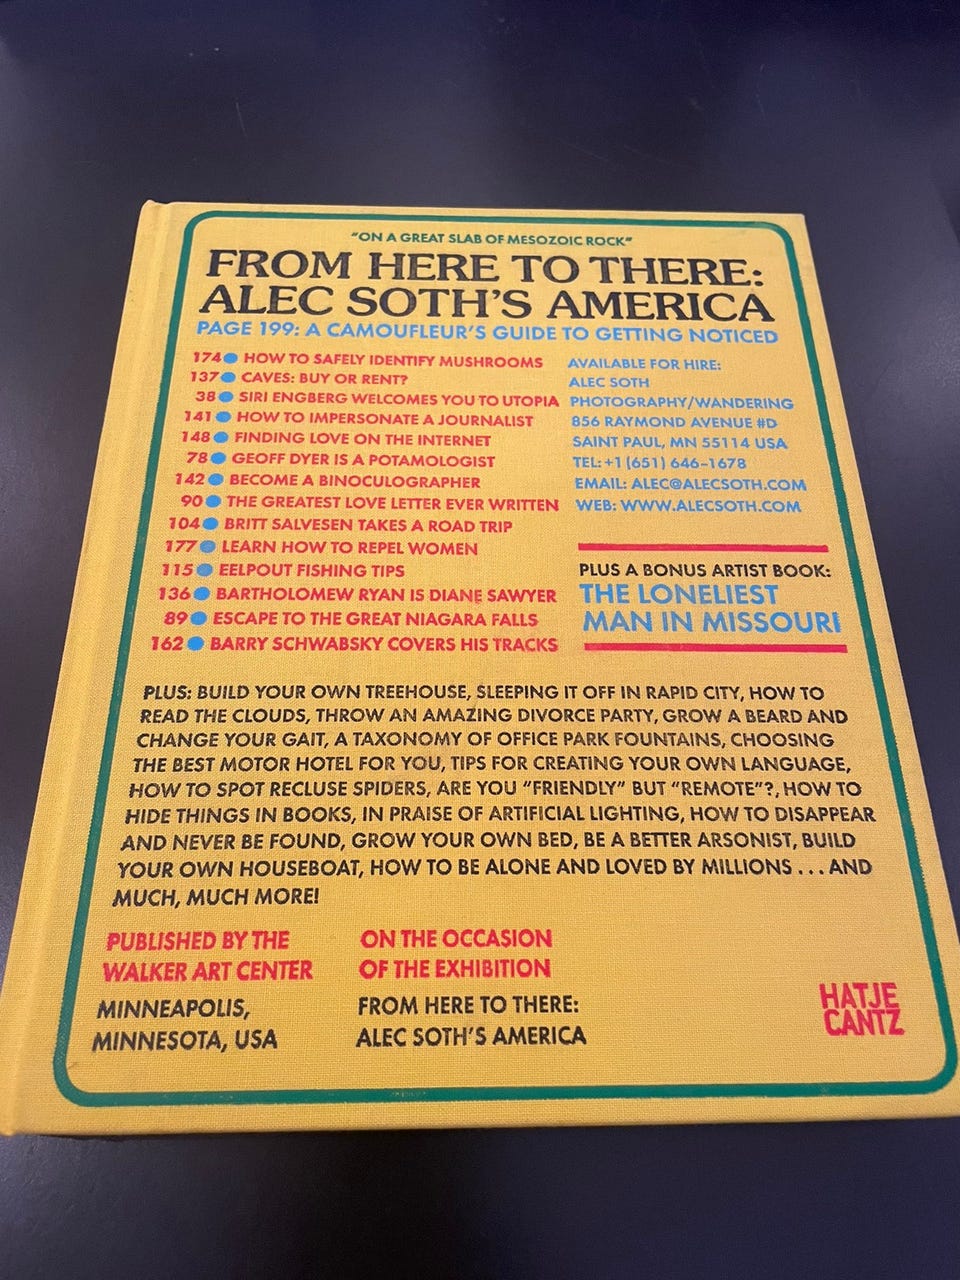 "ON A GREAT SLAB OF MESOZOIC ROCK"
FROM HERE TO THERE:
ALEC SOTH'S AMERICA
PAGE 199: A CAMOUFLEUR'S GUIDE TO GETTING NOTICED
174 ● HOW TO SAFELY IDENTIFY MUSHROOMS
137 ● CAVES: BUY OR RENT?
38 ● SIRI ENGBERG WELCOMES YOU TO UTOPIA
141 ● HOW TO IMPERSONATE A JOURNALIST
148 ● FINDING LOVE ON THE INTERNET
78 ● GEOFF DYER IS A POTAMOLOGIST
142 ● BECOME A BINOCULOGRAPHER
90 ● THE GREATEST LOVE LETTER EVER WRITTEN
104 ● BRITT SALVESEN TAKES A ROAD TRIP
177 ● LEARN HOW TO REPEL WOMEN
115 ● EELPOUT FISHING TIPS
136 ● BARTHOLOMEW RYAN IS DIANE SAWYER
89 ● ESCAPE TO THE GREAT NIAGARA FALLS
162 ● BARRY SCHWABSKY COVERS HIS TRACKS
AVAILABLE FOR HIRE:
ALEC SOTH
PHOTOGRAPHY/WANDERING
856 RAYMOND AVENUE #D
SAINT PAUL, MN 55114 USA
TEL: +1 (651) 646-1678
EMAIL: ALEC@ALECSOTH.COM
WEB: WWW.ALECSOTH.COM
PLUS A BONUS ARTIST BOOK:
THE LONELIEST
MAN IN MISSOURI
PLUS: BUILD YOUR OWN TREEHOUSE, SLEEPING IT OFF IN RAPID CITY, HOW TO
READ THE CLOUDS, THROW AN AMAZING DIVORCE PARTY, GROW A BEARD AND
CHANGE YOUR GAIT, A TAXONOMY OF OFFICE PARK FOUNTAINS, CHOOSING
THE BEST MOTOR HOTEL FOR YOU, TIPS FOR CREATING YOUR OWN LANGUAGE,
HOW TO SPOT RECLUSE SPIDERS, ARE YOU "FRIENDLY" BUT "REMOTE"?, HOW TO
HIDE THINGS IN BOOKS, IN PRAISE OF ARTIFICIAL LIGHTING, HOW TO DISAPPEAR
AND NEVER BE FOUND, GROW YOUR OWN BED, BE A BETTER ARSONIST, BUILD
YOUR OWN HOUSEBOAT, HOW TO BE ALONE AND LOVED BY MILLIONS ... AND
MUCH, MUCH MORE!
PUBLISHED BY THE
WALKER ART CENTER
MINNEAPOLIS,
MINNESOTA, USA
ON THE OCCASION
OF THE EXHIBITION
FROM HERE TO THERE:
ALEC SOTH'S AMERICA
HATJE
CANTZ